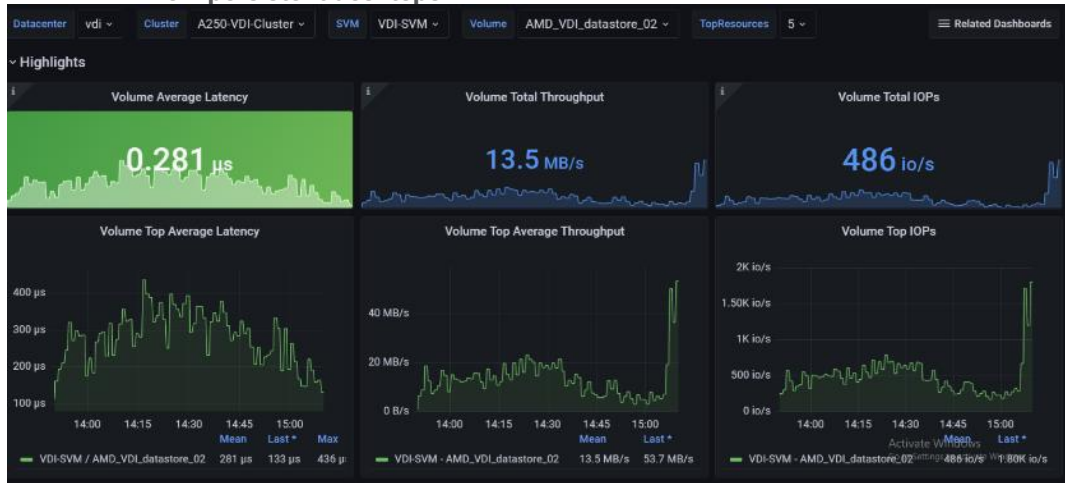 Datacenter vdi Cluster A250-VDI-Cluster SVM VDI-SVM Volume AMD_VDI_datastore_02 TopResources 5 Related Dashboards
Highlights
i Volume Average Latency i Volume Total Throughput i Volume Total IOPs
0.281 µs 13.5 MB/s 486 io/s
Volume Top Average Latency
400 µs
300 µs
200 µs
100 µs
14:00 14:15 14:30 14:45 15:00
Mean Last * Max
VDI-SVM / AMD_VDI_datastore_02 281 µs 133 µs 436 µ
Volume Top Average Throughput
40 MB/s
20 MB/s
0 B/s
14:00 14:15 14:30 14:45 15:00
Mean Last *
VDI-SVM - AMD_VDI_datastore_02 13.5 MB/s 53.7 MB/s
Volume Top IOPs
2K io/s
1.50K io/s
1K io/s
500 io/s
0 io/s
14:00 14:15 14:30 14:45 15:00
Activate Windows
Mean Last *
VDI-SVM - AMD_VDI_datastore_02 486 io/s 1.80K io/s